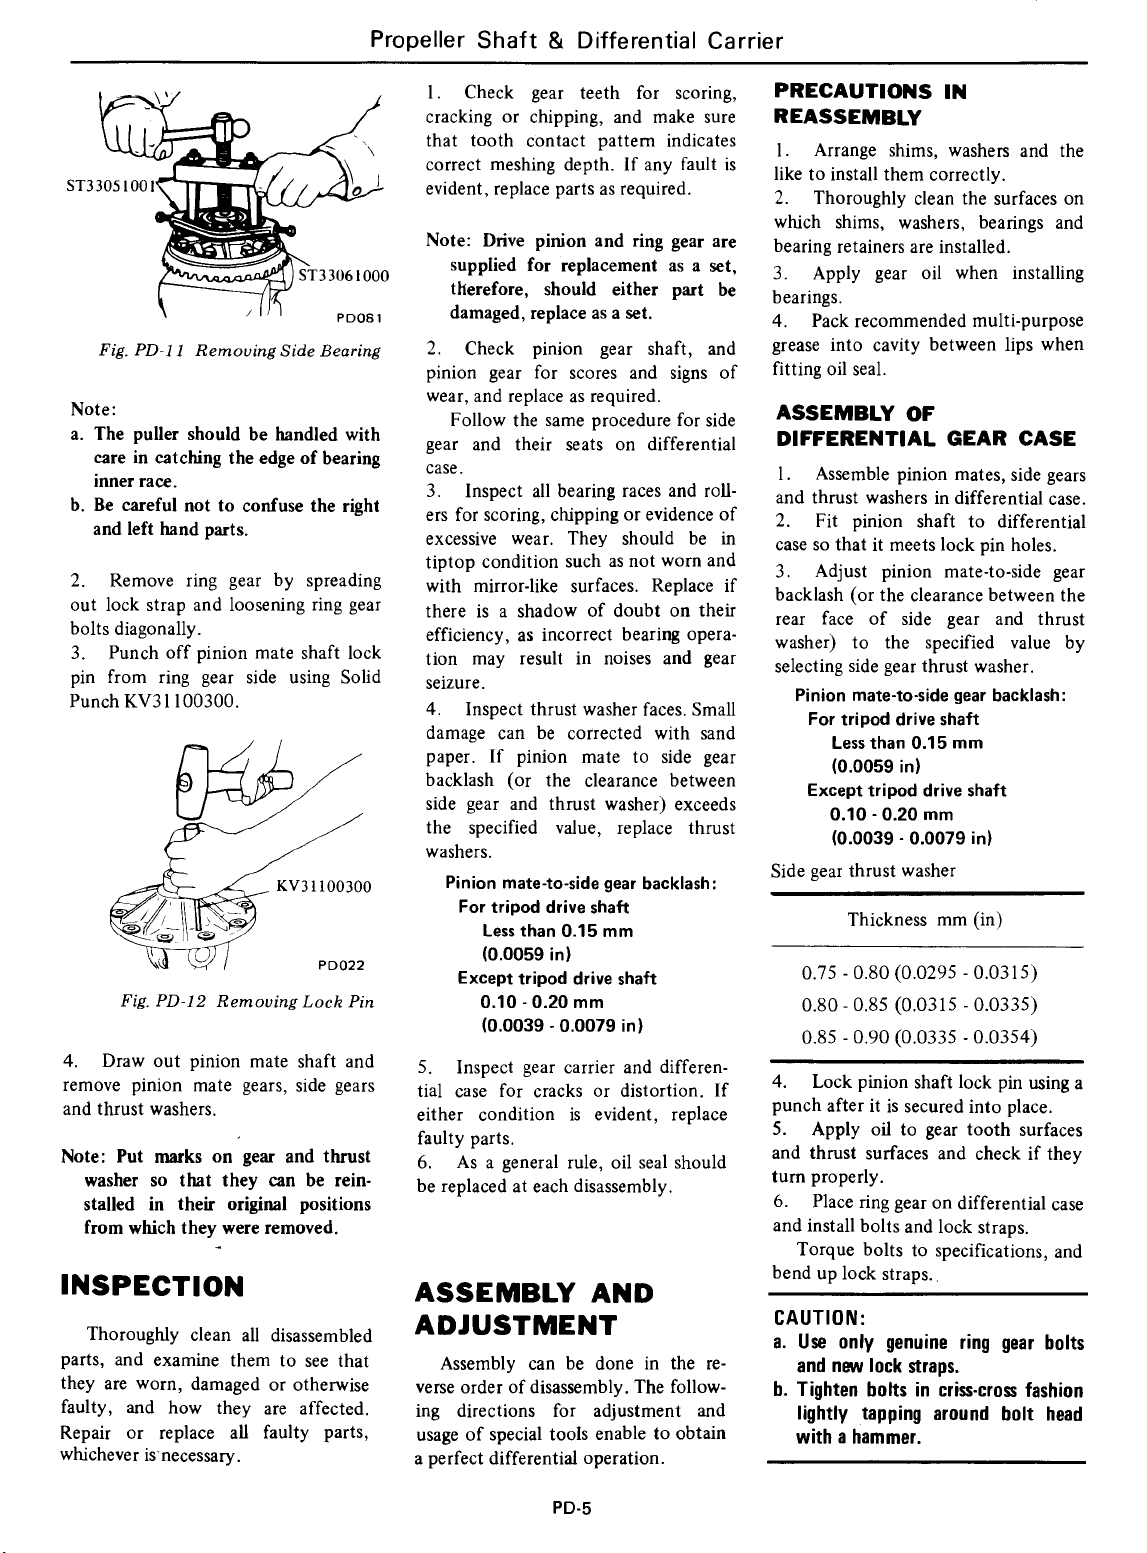 Propeller Shaft & Differential Carrier
ST33051001
ST33061000
PD081
Fig. PD-11 Removing Side Bearing
Note:
a. The puller should be handled with
care in catching the edge of bearing
inner race.
b. Be careful not to confuse the right
and left hand parts.
2. Remove ring gear by spreading
out lock strap and loosening ring gear
bolts diagonally.
3. Punch off pinion mate shaft lock
pin from ring gear side using Solid
Punch KV31100300.
KV31100300
PD022
Fig. PD-12 Removing Lock Pin
4. Draw out pinion mate shaft and
remove pinion mate gears, side gears
and thrust washers.
Note: Put marks on gear and thrust
washer so that they can be rein-
stalled in their original positions
from which they were removed.
INSPECTION
Thoroughly clean all disassembled
parts, and examine them to see that
they are worn, damaged or otherwise
faulty, and how they are affected.
Repair or replace all faulty parts,
whichever is necessary.
1. Check gear teeth for scoring,
cracking or chipping, and make sure
that tooth contact pattern indicates
correct meshing depth. If any fault is
evident, replace parts as required.
Note: Drive pinion and ring gear are
supplied for replacement as a set,
therefore, should either part be
damaged, replace as a set.
2. Check pinion gear shaft, and
pinion gear for scores and signs of
wear, and replace as required.
Follow the same procedure for side
gear and their seats on differential
case.
3. Inspect all bearing races and roll-
ers for scoring, chipping or evidence of
excessive wear. They should be in
tiptop condition such as not worn and
with mirror-like surfaces. Replace if
there is a shadow of doubt on their
efficiency, as incorrect bearing opera-
tion may result in noises and gear
seizure.
4. Inspect thrust washer faces. Small
damage can be corrected with sand
paper. If pinion mate to side gear
backlash (or the clearance between
side gear and thrust washer) exceeds
the specified value, replace thrust
washers.
Pinion mate-to-side gear backlash:
For tripod drive shaft
Less than 0.15 mm
(0.0059 in)
Except tripod drive shaft
0.10 - 0.20 mm
(0.0039 - 0.0079 in)
5. Inspect gear carrier and differen-
tial case for cracks or distortion. If
either condition is evident, replace
faulty parts.
6. As a general rule, oil seal should
be replaced at each disassembly.
ASSEMBLY AND
ADJUSTMENT
Assembly can be done in the re-
verse order of disassembly. The follow-
ing directions for adjustment and
usage of special tools enable to obtain
a perfect differential operation.
PRECAUTIONS IN
REASSEMBLY
1. Arrange shims, washers and the
like to install them correctly.
2. Thoroughly clean the surfaces on
which shims, washers, bearings and
bearing retainers are installed.
3. Apply gear oil when installing
bearings.
4. Pack recommended multi-purpose
grease into cavity between lips when
fitting oil seal.
ASSEMBLY OF
DIFFERENTIAL GEAR CASE
1. Assemble pinion mates, side gears
and thrust washers in differential case.
2. Fit pinion shaft to differential
case so that it meets lock pin holes.
3. Adjust pinion mate-to-side gear
backlash (or the clearance between the
rear face of side gear and thrust
washer) to the specified value by
selecting side gear thrust washer.
Pinion mate-to-side gear backlash:
For tripod drive shaft
Less than 0.15 mm
(0.0059 in)
Except tripod drive shaft
0.10 - 0.20 mm
(0.0039 - 0.0079 in)
Side gear thrust washer
Thickness mm (in)
0.75 - 0.80 (0.0295 - 0.0315)
0.80 - 0.85 (0.0315 - 0.0335)
0.85 - 0.90 (0.0335 - 0.0354)
4. Lock pinion shaft lock pin using a
punch after it is secured into place.
5. Apply oil to gear tooth surfaces
and thrust surfaces and check if they
turn properly.
6. Place ring gear on differential case
and install bolts and lock straps.
Torque bolts to specifications, and
bend up lock straps.
CAUTION:
a. Use only genuine ring gear bolts
and new lock straps.
b. Tighten bolts in criss-cross fashion
lightly tapping around bolt head
with a hammer.
PD-5